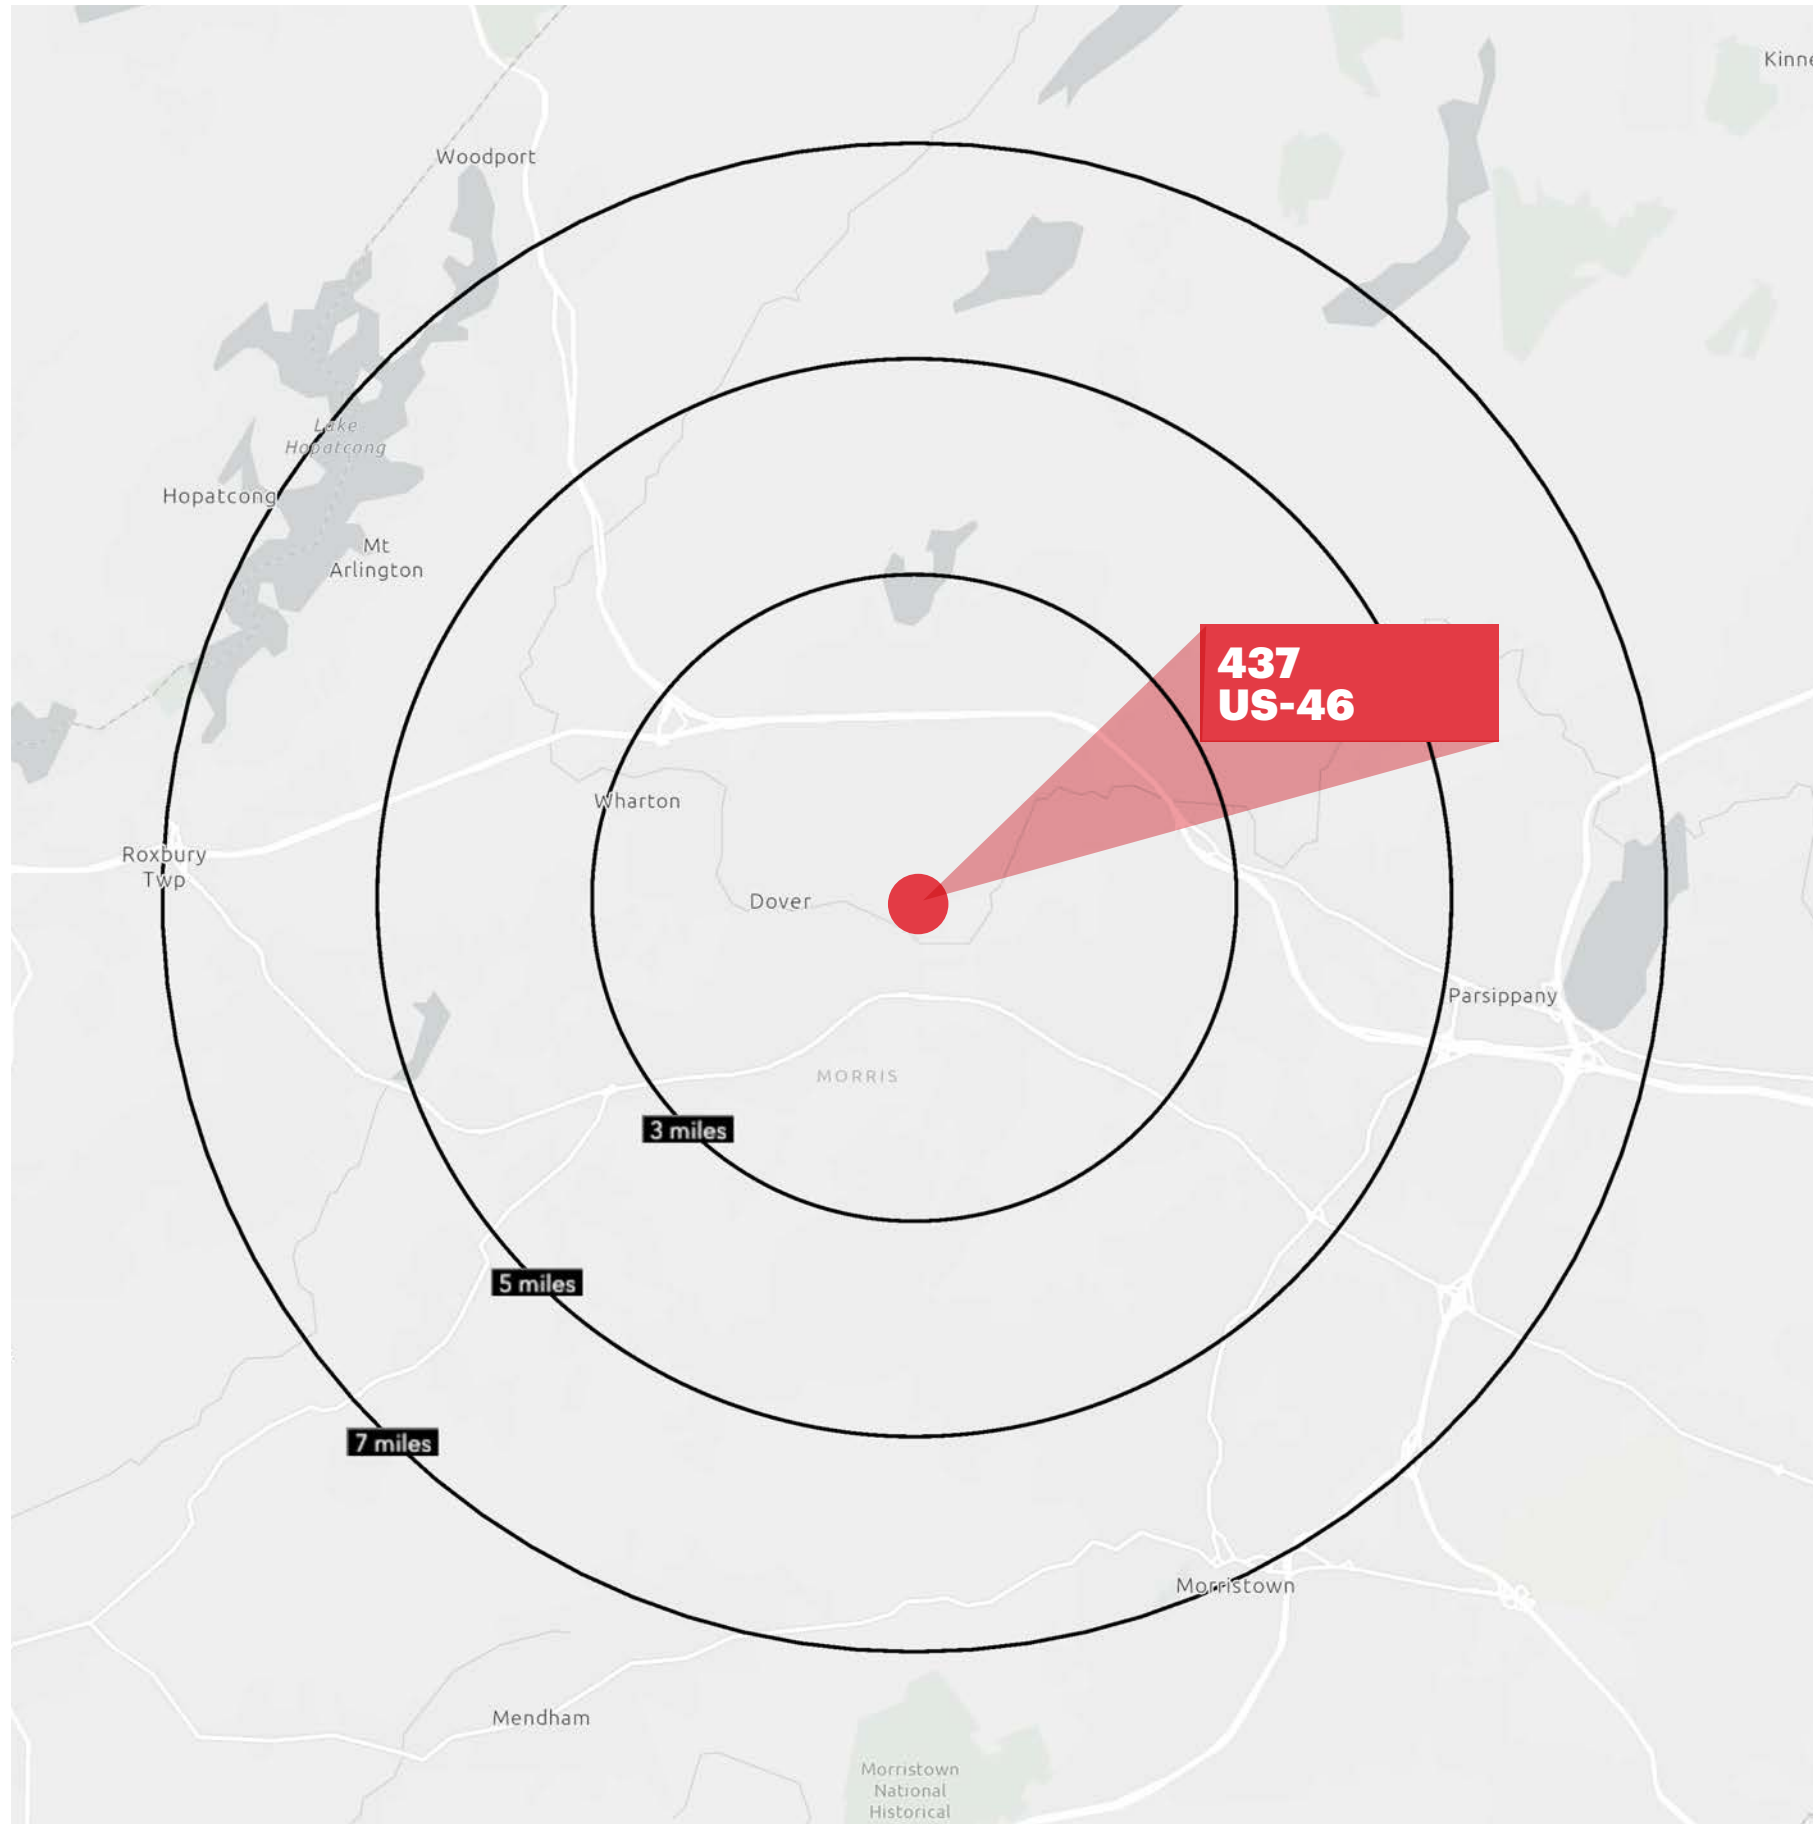 Kinne
Woodport
Lake
Hopatcong
Hopatcong
Mt
Arlington
437
US-46
Wharton
Roxbury
Twp
Dover
Parsippany
MORRIS
3 miles
5 miles
7 miles
Morristown
Mendham
Morristown
National
Historical